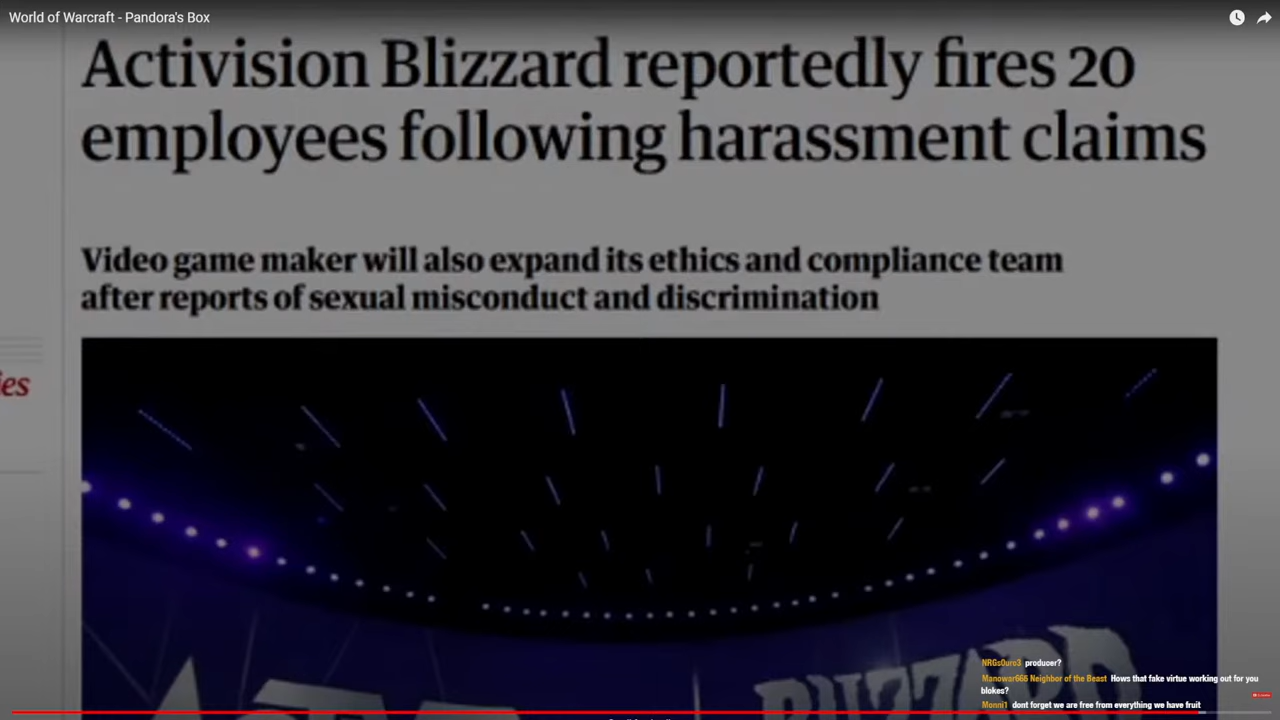 World of Warcraft - Pandora's Box
Activision Blizzard reportedly fires 20
employees following harassment claims
Video game maker will also expand its ethics and compliance team
after reports of sexual misconduct and discrimination
ies
BLIZZARD
NRGsOuro3 producer?
Manowar666 Neighbor of the Beast Hows that fake virtue working out for you
blokes?
Monni1 dont forget we are free from everything we have fruit